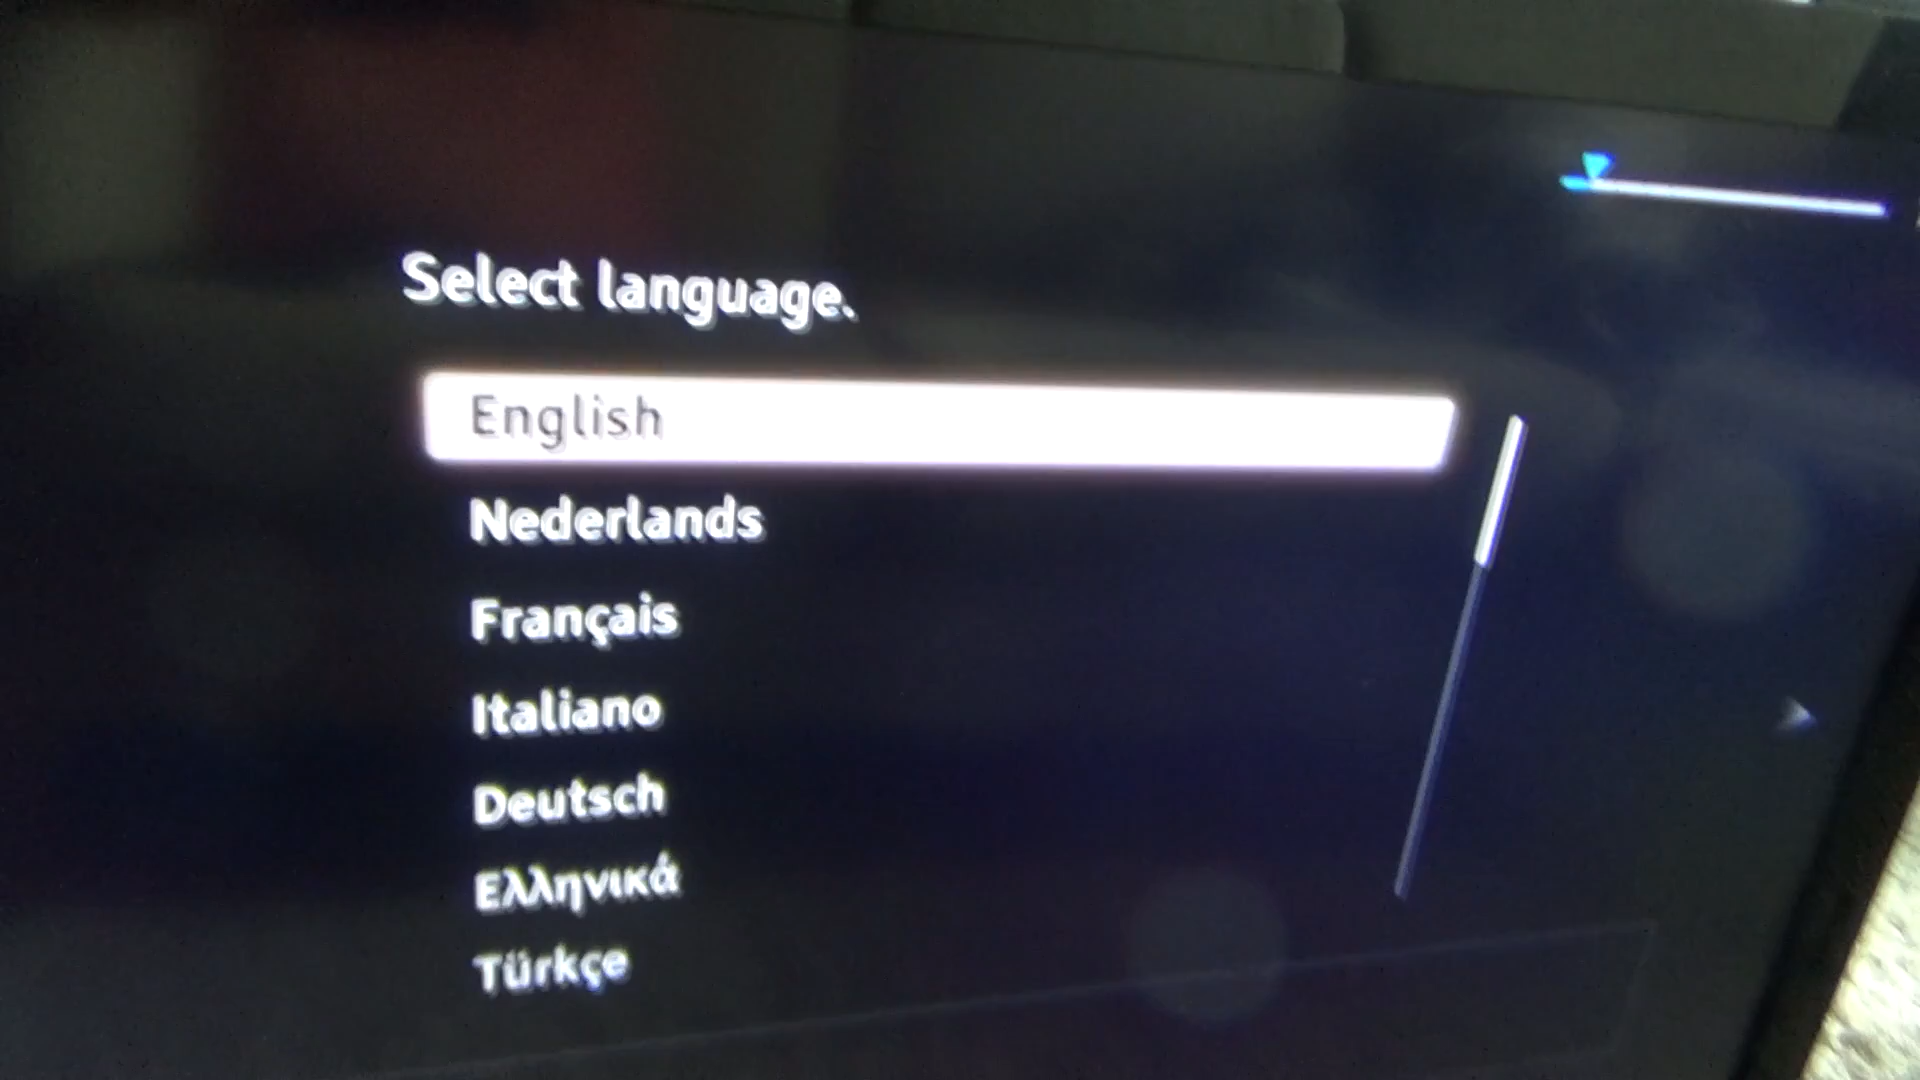 Select language.
English
Nederlands
Français
Italiano
Deutsch
Ελληνικά
Türkçe